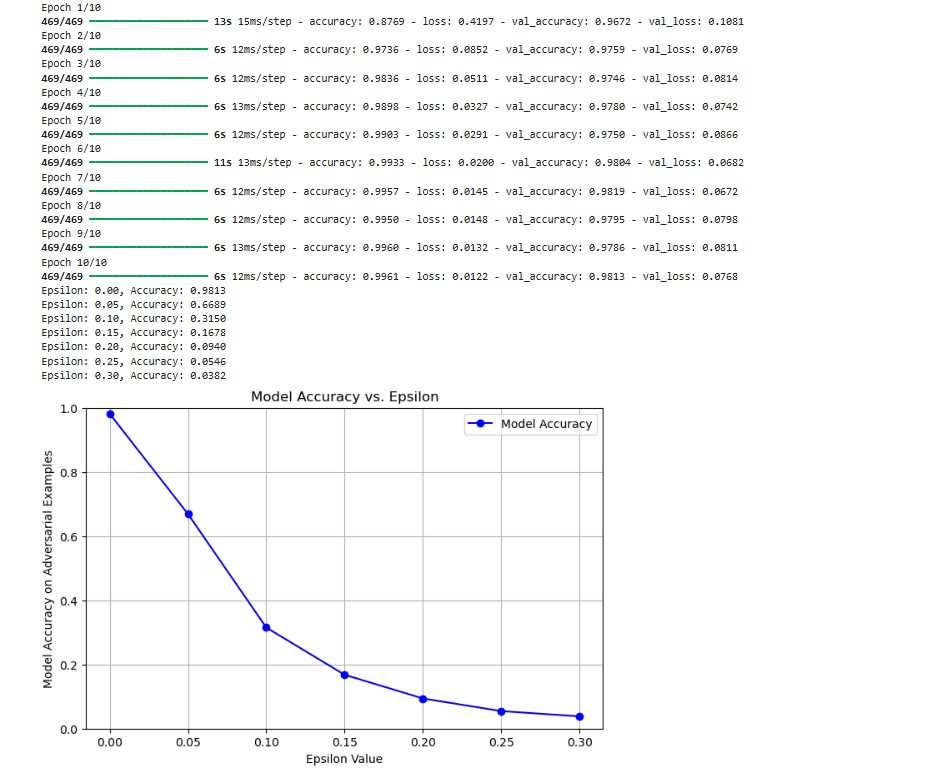 Epoch 1/10
469/469 ━━━━━━━━━━━━━━━━━━━━ 13s 15ms/step - accuracy: 0.8769 - loss: 0.4197 - val_accuracy: 0.9672 - val_loss: 0.1081
Epoch 2/10
469/469 ━━━━━━━━━━━━━━━━━━━━ 6s 12ms/step - accuracy: 0.9736 - loss: 0.0852 - val_accuracy: 0.9759 - val_loss: 0.0769
Epoch 3/10
469/469 ━━━━━━━━━━━━━━━━━━━━ 6s 12ms/step - accuracy: 0.9836 - loss: 0.0511 - val_accuracy: 0.9746 - val_loss: 0.0814
Epoch 4/10
469/469 ━━━━━━━━━━━━━━━━━━━━ 6s 13ms/step - accuracy: 0.9898 - loss: 0.0327 - val_accuracy: 0.9780 - val_loss: 0.0742
Epoch 5/10
469/469 ━━━━━━━━━━━━━━━━━━━━ 6s 12ms/step - accuracy: 0.9903 - loss: 0.0291 - val_accuracy: 0.9750 - val_loss: 0.0866
Epoch 6/10
469/469 ━━━━━━━━━━━━━━━━━━━━ 11s 13ms/step - accuracy: 0.9933 - loss: 0.0200 - val_accuracy: 0.9804 - val_loss: 0.0682
Epoch 7/10
469/469 ━━━━━━━━━━━━━━━━━━━━ 6s 12ms/step - accuracy: 0.9957 - loss: 0.0145 - val_accuracy: 0.9819 - val_loss: 0.0672
Epoch 8/10
469/469 ━━━━━━━━━━━━━━━━━━━━ 6s 12ms/step - accuracy: 0.9950 - loss: 0.0148 - val_accuracy: 0.9795 - val_loss: 0.0798
Epoch 9/10
469/469 ━━━━━━━━━━━━━━━━━━━━ 6s 13ms/step - accuracy: 0.9960 - loss: 0.0132 - val_accuracy: 0.9786 - val_loss: 0.0811
Epoch 10/10
469/469 ━━━━━━━━━━━━━━━━━━━━ 6s 12ms/step - accuracy: 0.9961 - loss: 0.0122 - val_accuracy: 0.9813 - val_loss: 0.0768
Epsilon: 0.00, Accuracy: 0.9813
Epsilon: 0.05, Accuracy: 0.6689
Epsilon: 0.10, Accuracy: 0.3150
Epsilon: 0.15, Accuracy: 0.1678
Epsilon: 0.20, Accuracy: 0.0940
Epsilon: 0.25, Accuracy: 0.0546
Epsilon: 0.30, Accuracy: 0.0382
Model Accuracy vs. Epsilon
Model Accuracy
Model Accuracy on Adversarial Examples
1.0
0.8
0.6
0.4
0.2
0.0
0.00 0.05 0.10 0.15 0.20 0.25 0.30
Epsilon Value